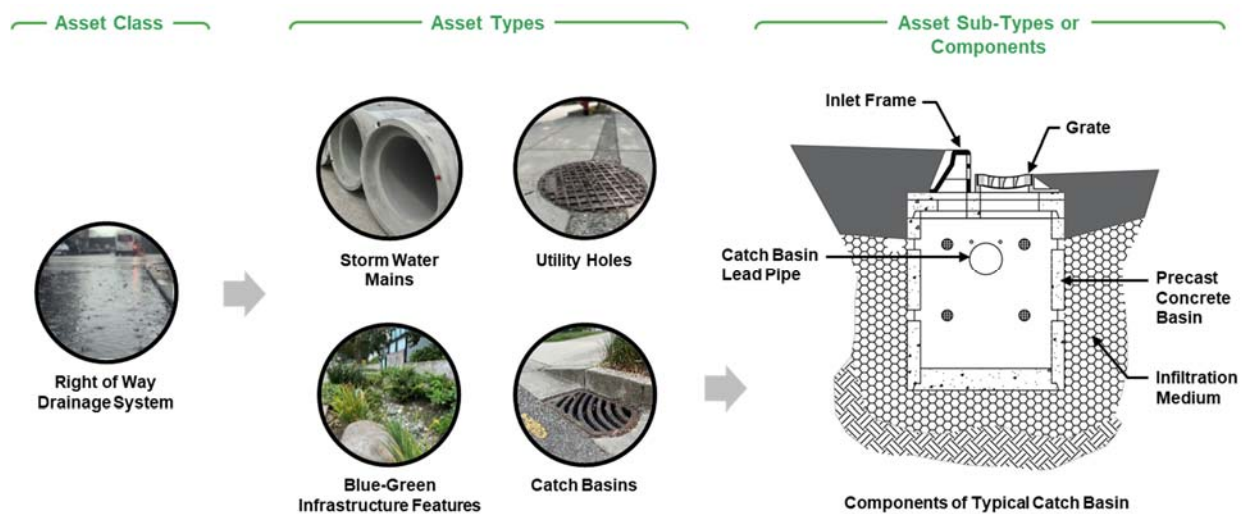 Asset Class
Asset Types
Asset Sub-Types or
Components
Right of Way
Drainage System
Storm Water
Mains
Utility Holes
Blue-Green
Infrastructure Features
Catch Basins
Inlet Frame
Grate
Catch Basin
Lead Pipe
Precast
Concrete
Basin
Infiltration
Medium
Components of Typical Catch Basin